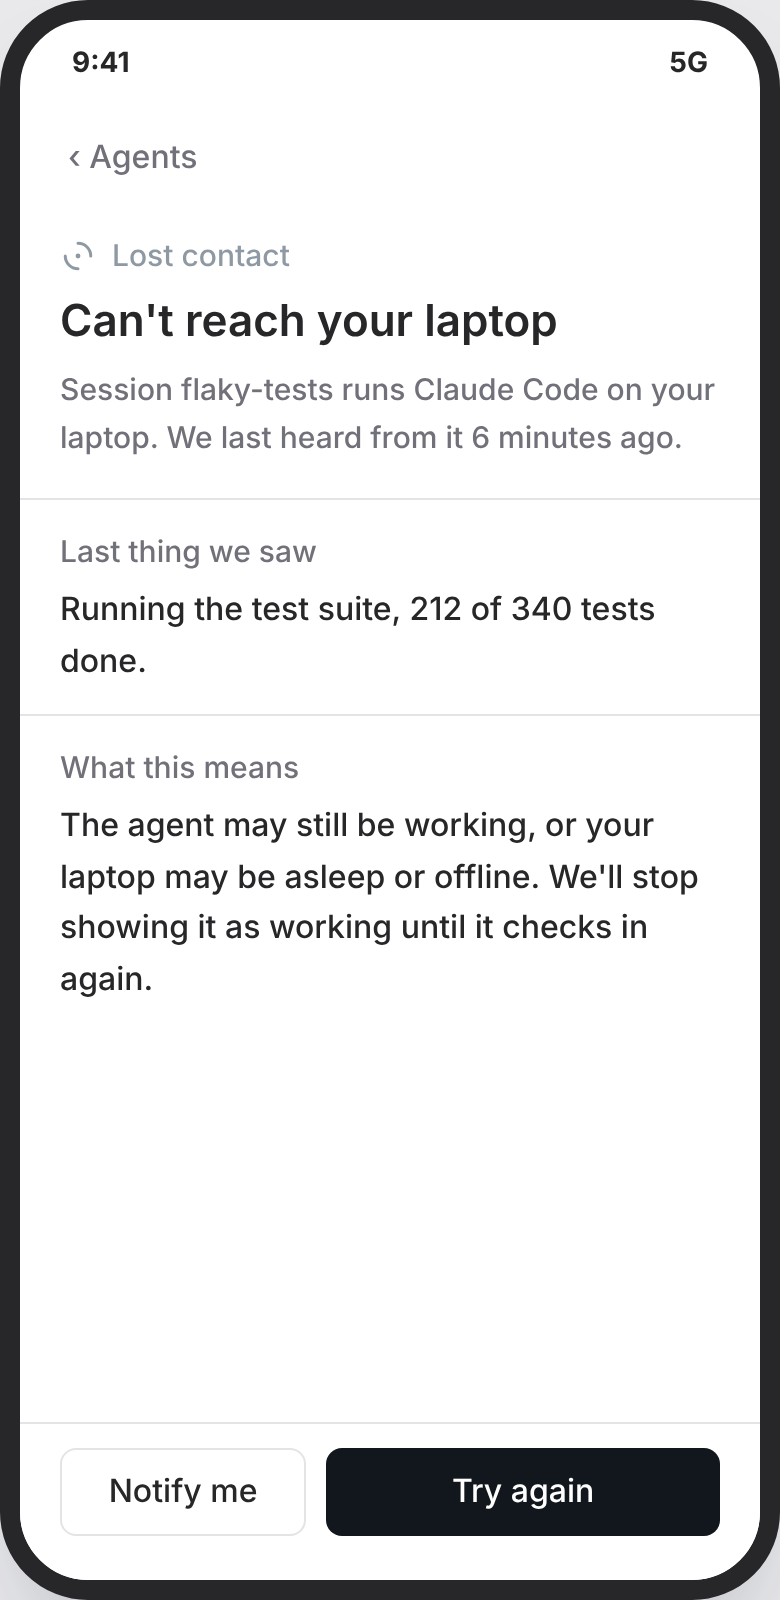 9:41
5G
‹ Agents
Lost contact
Can't reach your laptop
Session flaky-tests runs Claude Code on your
laptop. We last heard from it 6 minutes ago.
Last thing we saw
Running the test suite, 212 of 340 tests
done.
What this means
The agent may still be working, or your
laptop may be asleep or offline. We'll stop
showing it as working until it checks in
again.
Notify me
Try again